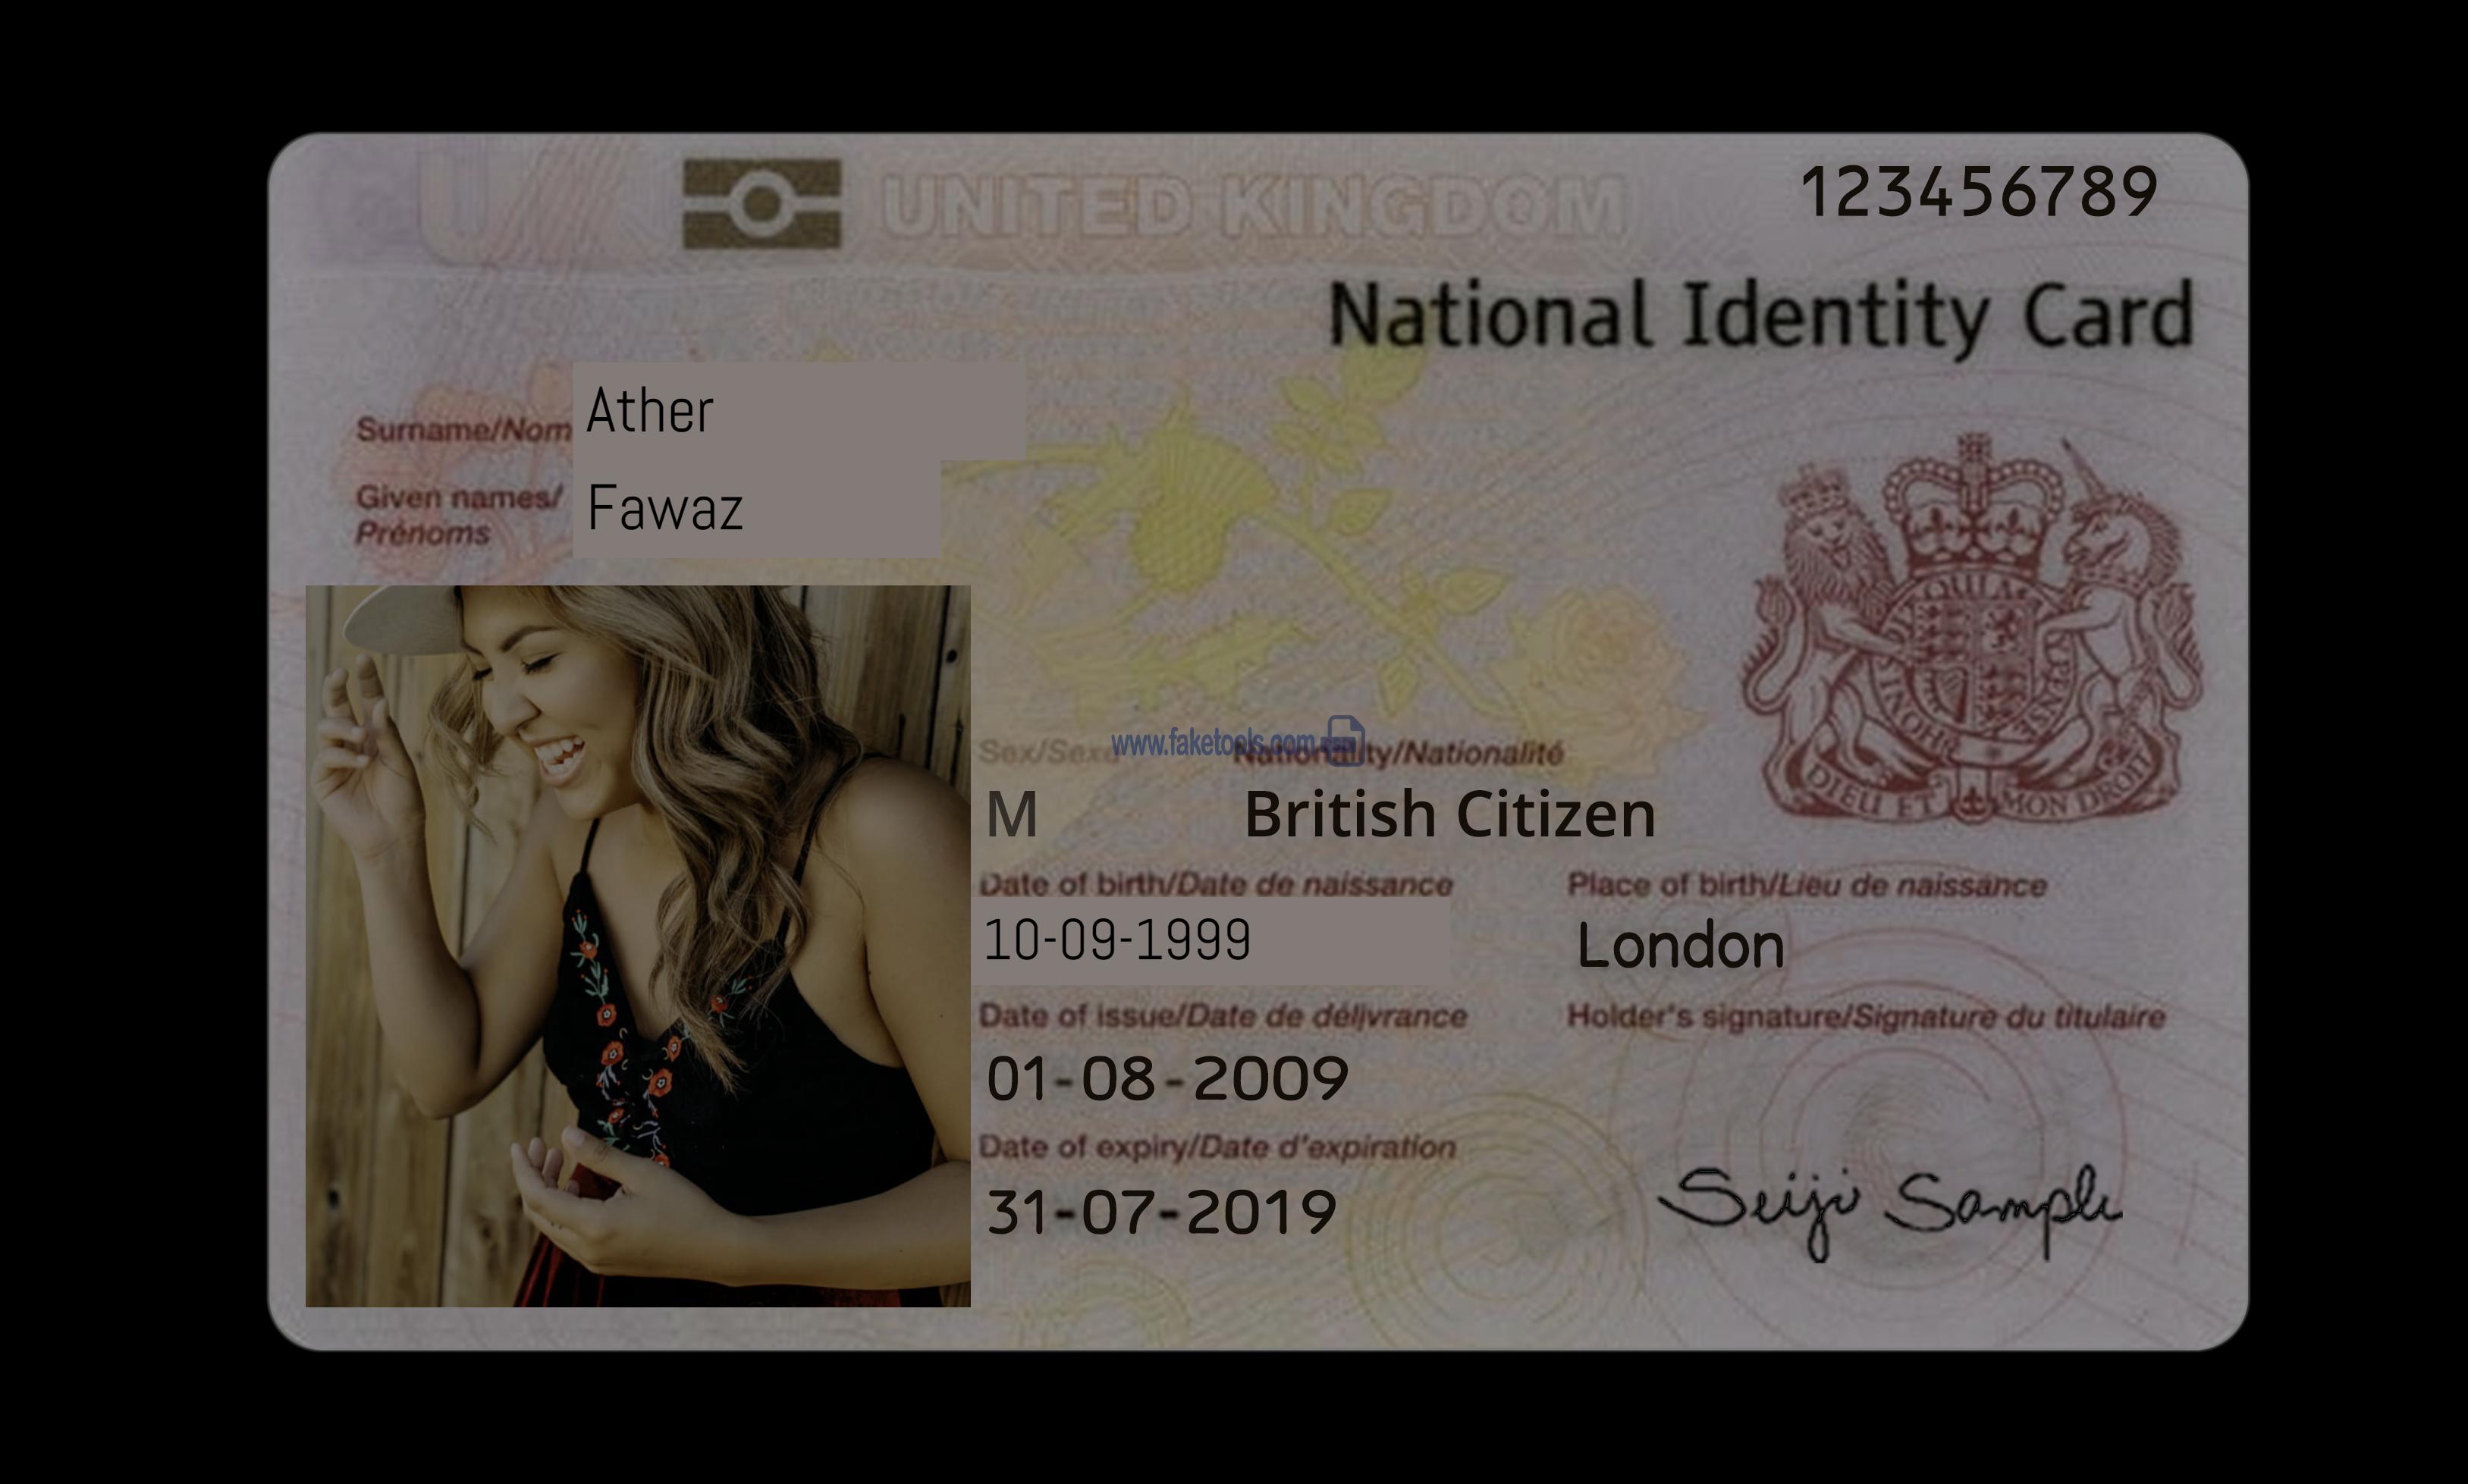 UK
UNITED KINGDOM
123456789
National Identity Card
Surname/Nom
Ather
Given names/
Prénoms
Fawaz
www.faketools.com
Sex/Sexe
Nationality/Nationalité
M
British Citizen
Date of birth/Date de naissance
Place of birth/Lieu de naissance
10-09-1999
London
Date of issue/Date de délivrance
Holder's signature/Signature du titulaire
01-08-2009
Date of expiry/Date d'expiration
31-07-2019
Seiji Sample
DIEU ET MON DROIT